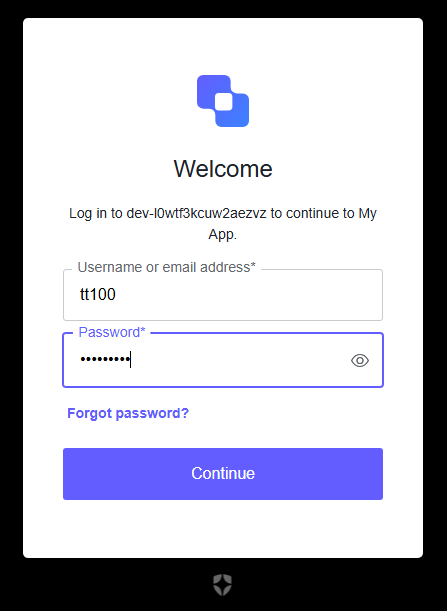 Welcome
Log in to dev-l0wtf3kcuw2aezvz to continue to My
App.
Username or email address*
tt100
Password*
•••••••••
Forgot password?
Continue